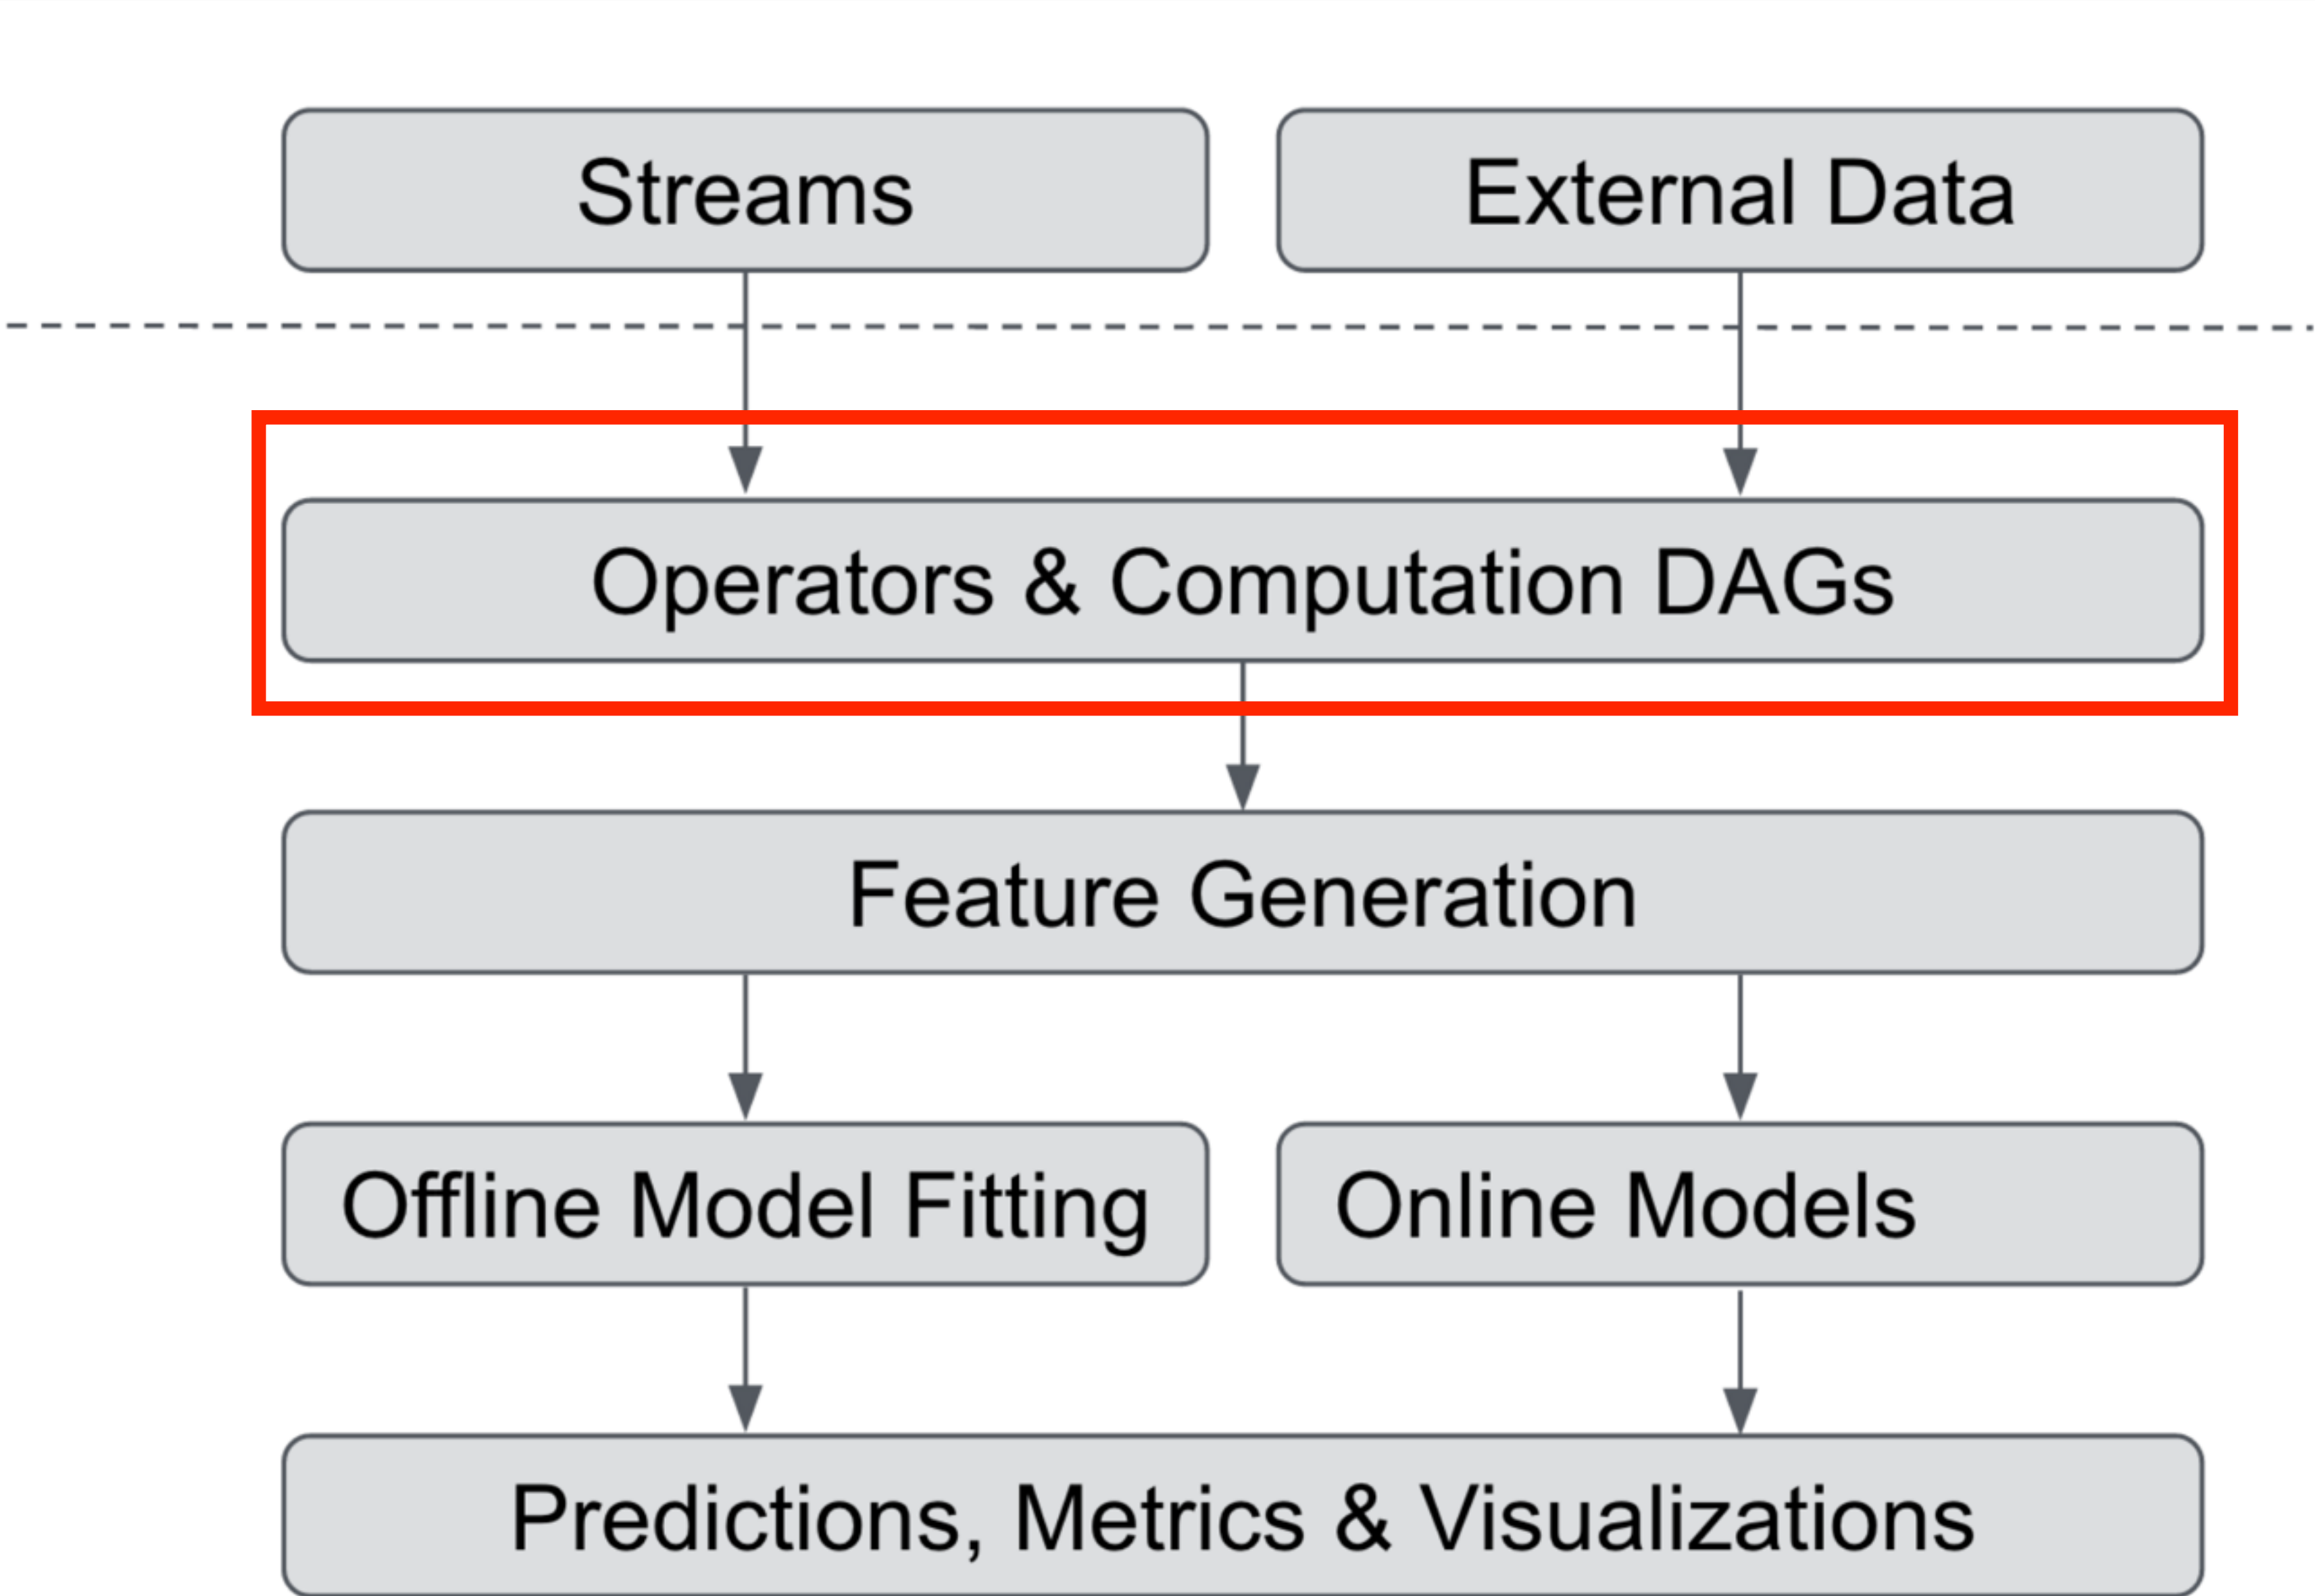 Streams
External Data
Operators & Computation DAGs
Feature Generation
Offline Model Fitting
Online Models
Predictions, Metrics & Visualizations